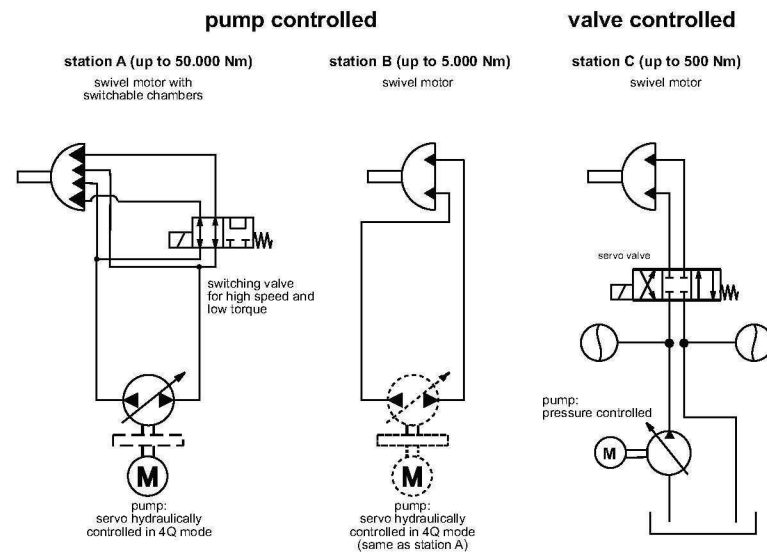 pump controlled
valve controlled
station A (up to 50.000 Nm)
swivel motor with
switchable chambers
station B (up to 5.000 Nm)
swivel motor
station C (up to 500 Nm)
swivel motor
switching valve
for high speed and
low torque
servo valve
pump:
pressure controlled
M
M
M
pump:
servo hydraulically
controlled in 4Q mode
pump:
servo hydraulically
controlled in 4Q mode
(same as station A)